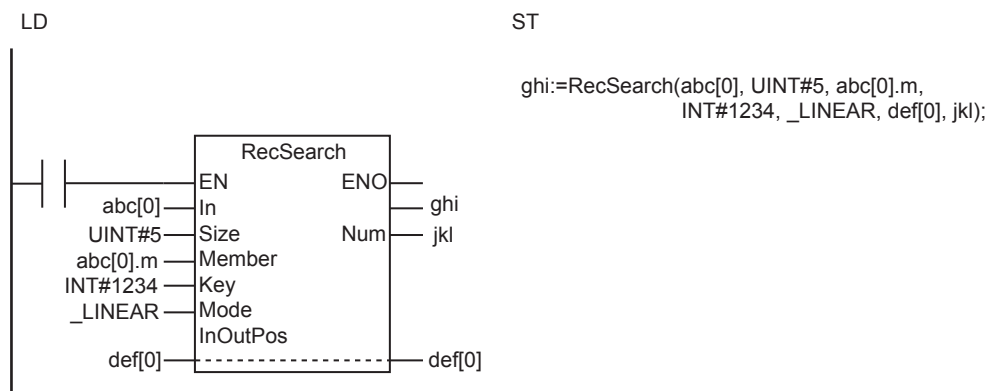 LD
ST
ghi:=RecSearch(abc[0], UINT#5, abc[0].m,
INT#1234, _LINEAR, def[0], jkl);
RecSearch
EN ENO
abc[0] In ghi
UINT#5 Size Num jkl
abc[0].m Member
INT#1234 Key
_LINEAR Mode
InOutPos
def[0] def[0]